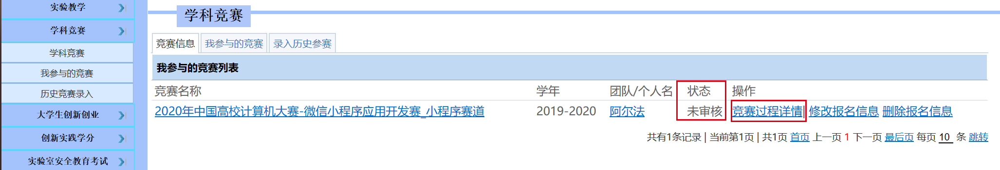 实验教学
学科竞赛
学科竞赛
我参与的竞赛
历史竞赛录入
大学生创新创业
创新实践学分
实验室安全教育考试
学科竞赛
竞赛信息 我参与的竞赛 录入历史参赛
我参与的竞赛列表
竞赛名称 学年 团队/个人名 状态 操作
2020年中国高校计算机大赛-微信小程序应用开发赛_小程序赛道 2019-2020 阿尔法 未审核 竞赛过程详情| 修改报名信息 删除报名信息
共有1条记录 | 当前第1页 | 共1页 首页 上一页 1 下一页 最后页 每页 10 条 跳转